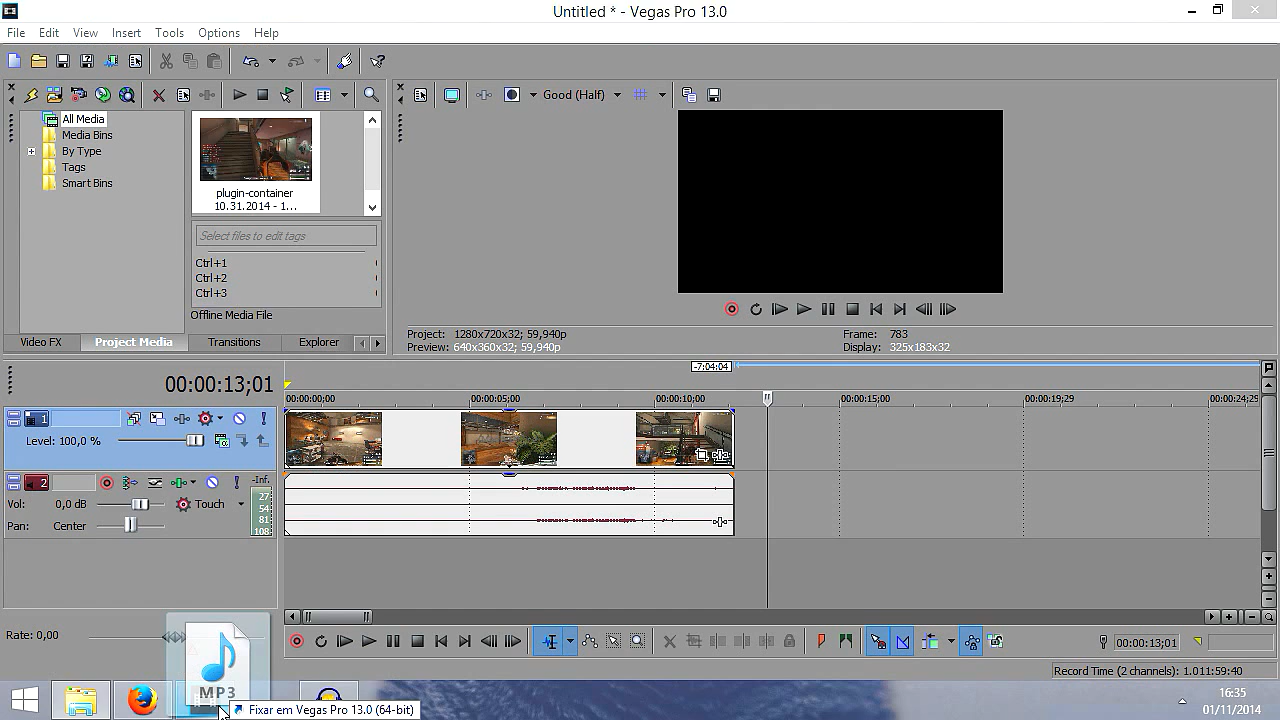 Untitled * - Vegas Pro 13.0
File Edit View Insert Tools Options Help
Good (Half)
All Media
Media Bins
By Type
Tags
Smart Bins
plugin-container
10.31.2014 - 1...
Select files to edit tags
Ctrl+1
Ctrl+2
Ctrl+3
Offline Media File
Video FX Project Media Transitions Explorer
Project: 1280x720x32; 59,940p
Preview: 640x360x32; 59,940p
Frame: 783
Display: 325x183x32
-7:04:04
00:00:13;01
00:00:00;00 00:00:05;00 00:00:10;00 00:00:15;00 00:00:19;29 00:00:24;25
1
Level: 100,0 %
2
-Inf.
Vol: 0,0 dB Touch
Pan: Center
27
54
81
108
Rate: 0,00
00:00:13;01
Record Time (2 channels): 1.011:59:40
MP3
Fixar em Vegas Pro 13.0 (64-bit)
16:35
01/11/2014